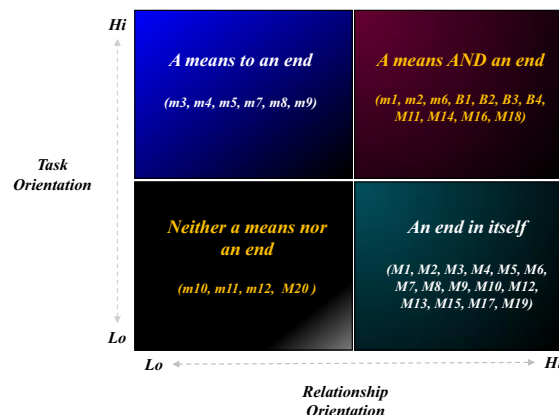 Hi
A means to an end
(m3, m4, m5, m7, m8, m9)
A means AND an end
(m1, m2, m6, B1, B2, B3, B4,
M11, M14, M16, M18)
Task
Orientation
Neither a means nor
an end
(m10, m11, m12, M20 )
An end in itself
(M1, M2, M3, M4, M5, M6,
M7, M8, M9, M10, M12,
M13, M15, M17, M19)
Lo
Lo
Hi
Relationship
Orientation